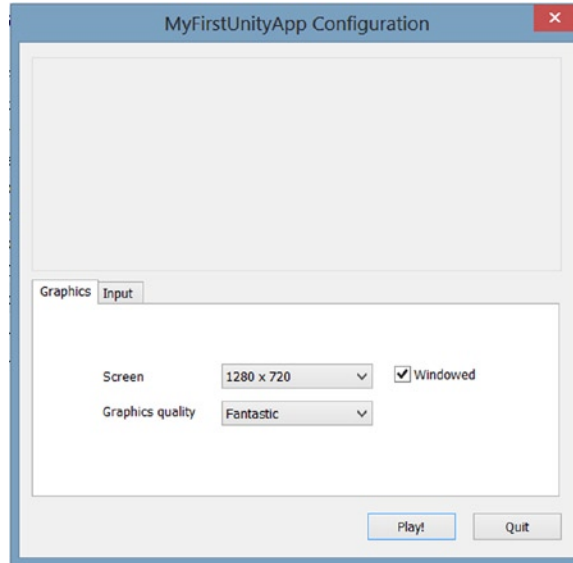 MyFirstUnityApp Configuration
Graphics Input
Screen 1280 x 720 Windowed
Graphics quality Fantastic
Play! Quit